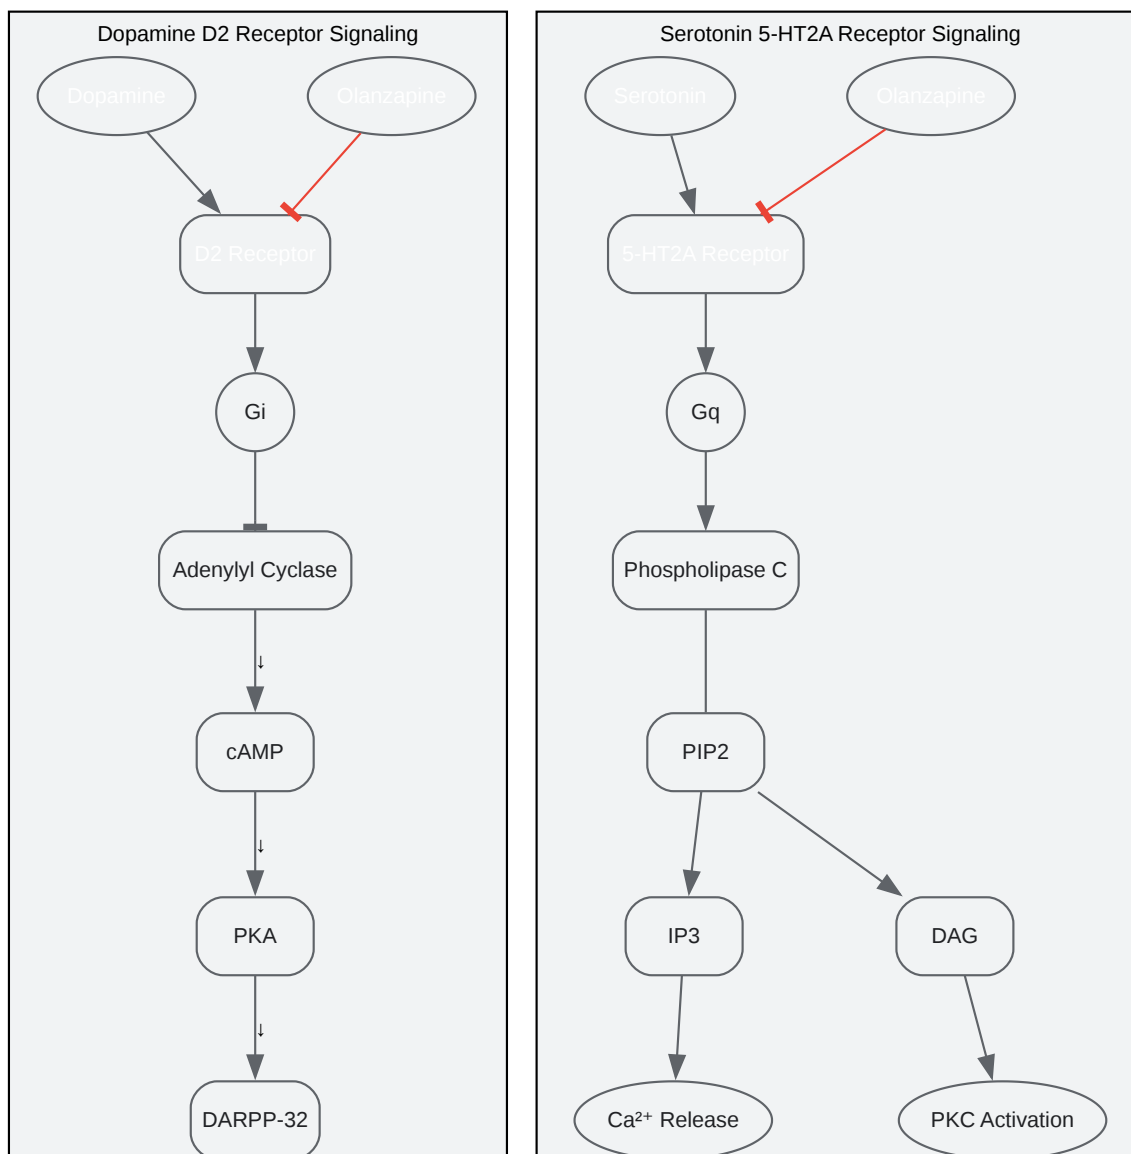 Dopamine D2 Receptor Signaling
Dopamine
Olanzapine
D2 Receptor
Gi
Adenylyl Cyclase
↓
cAMP
↓
PKA
↓
DARPP-32
Serotonin 5-HT2A Receptor Signaling
Serotonin
Olanzapine
5-HT2A Receptor
Gq
Phospholipase C
PIP2
IP3
DAG
Ca²⁺ Release
PKC Activation